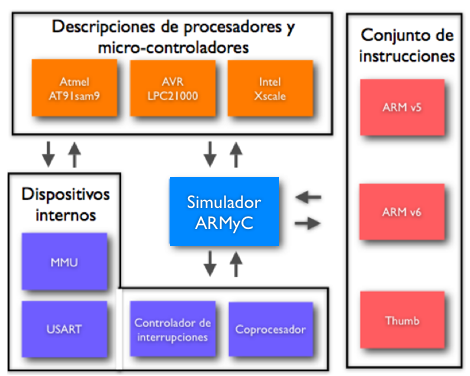 Descripciones de procesadores y
micro-controladores
Atmel
AT91sam9
AVR
LPC21000
Intel
Xscale
Conjunto de
instrucciones
ARM v5
ARM v6
Thumb
Simulador
ARMyC
Dispositivos
internos
MMU
USART
Controlador de
interrupciones
Coprocesador